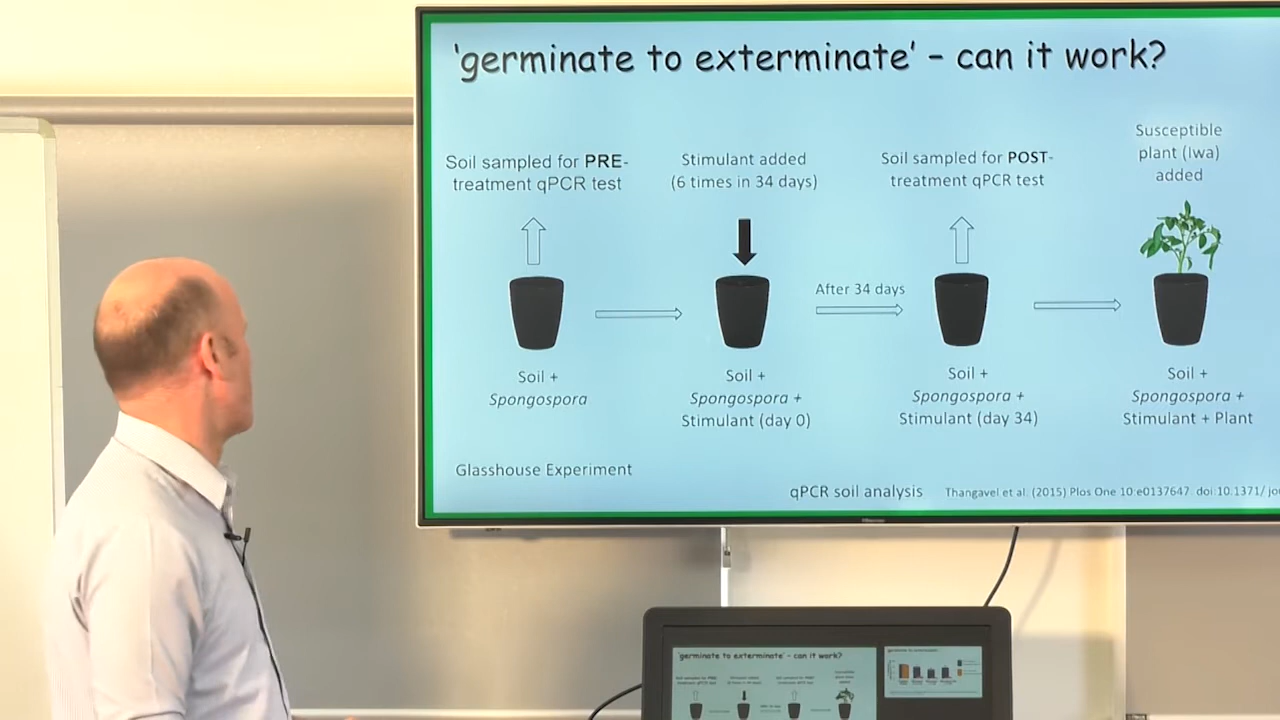 'germinate to exterminate' – can it work?
Soil sampled for PRE-
treatment qPCR test
Stimulant added
(6 times in 34 days)
Soil sampled for POST-
treatment qPCR test
Susceptible
plant (Iwa)
added
After 34 days
Soil +
Spongospora
Soil +
Spongospora +
Stimulant (day 0)
Soil +
Spongospora +
Stimulant (day 34)
Soil +
Spongospora +
Stimulant + Plant
Glasshouse Experiment
qPCR soil analysis
Thangavel et al. (2015) Plos One 10:e0137647. doi:10.1371/ jou
Hisense
'germinate to exterminate' – can it work?